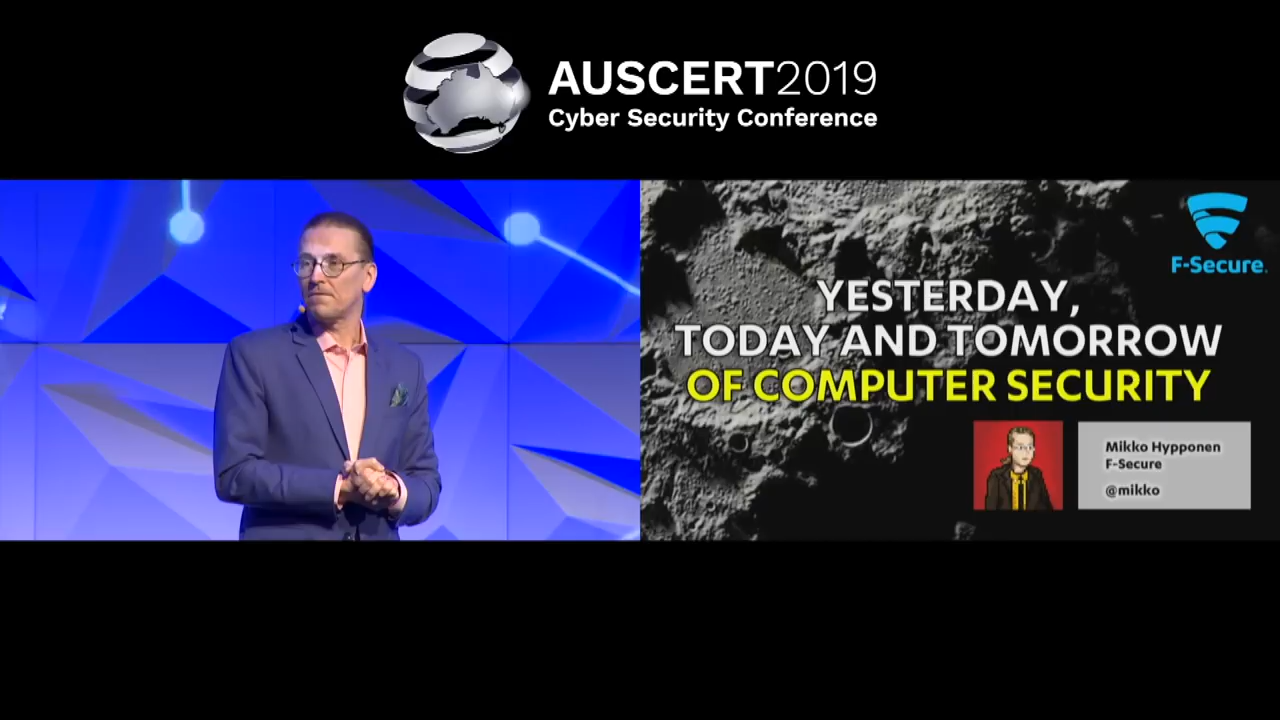 AUSCERT2019
Cyber Security Conference
F-Secure.
YESTERDAY,
TODAY AND TOMORROW
OF COMPUTER SECURITY
Mikko Hypponen
F-Secure
@mikko